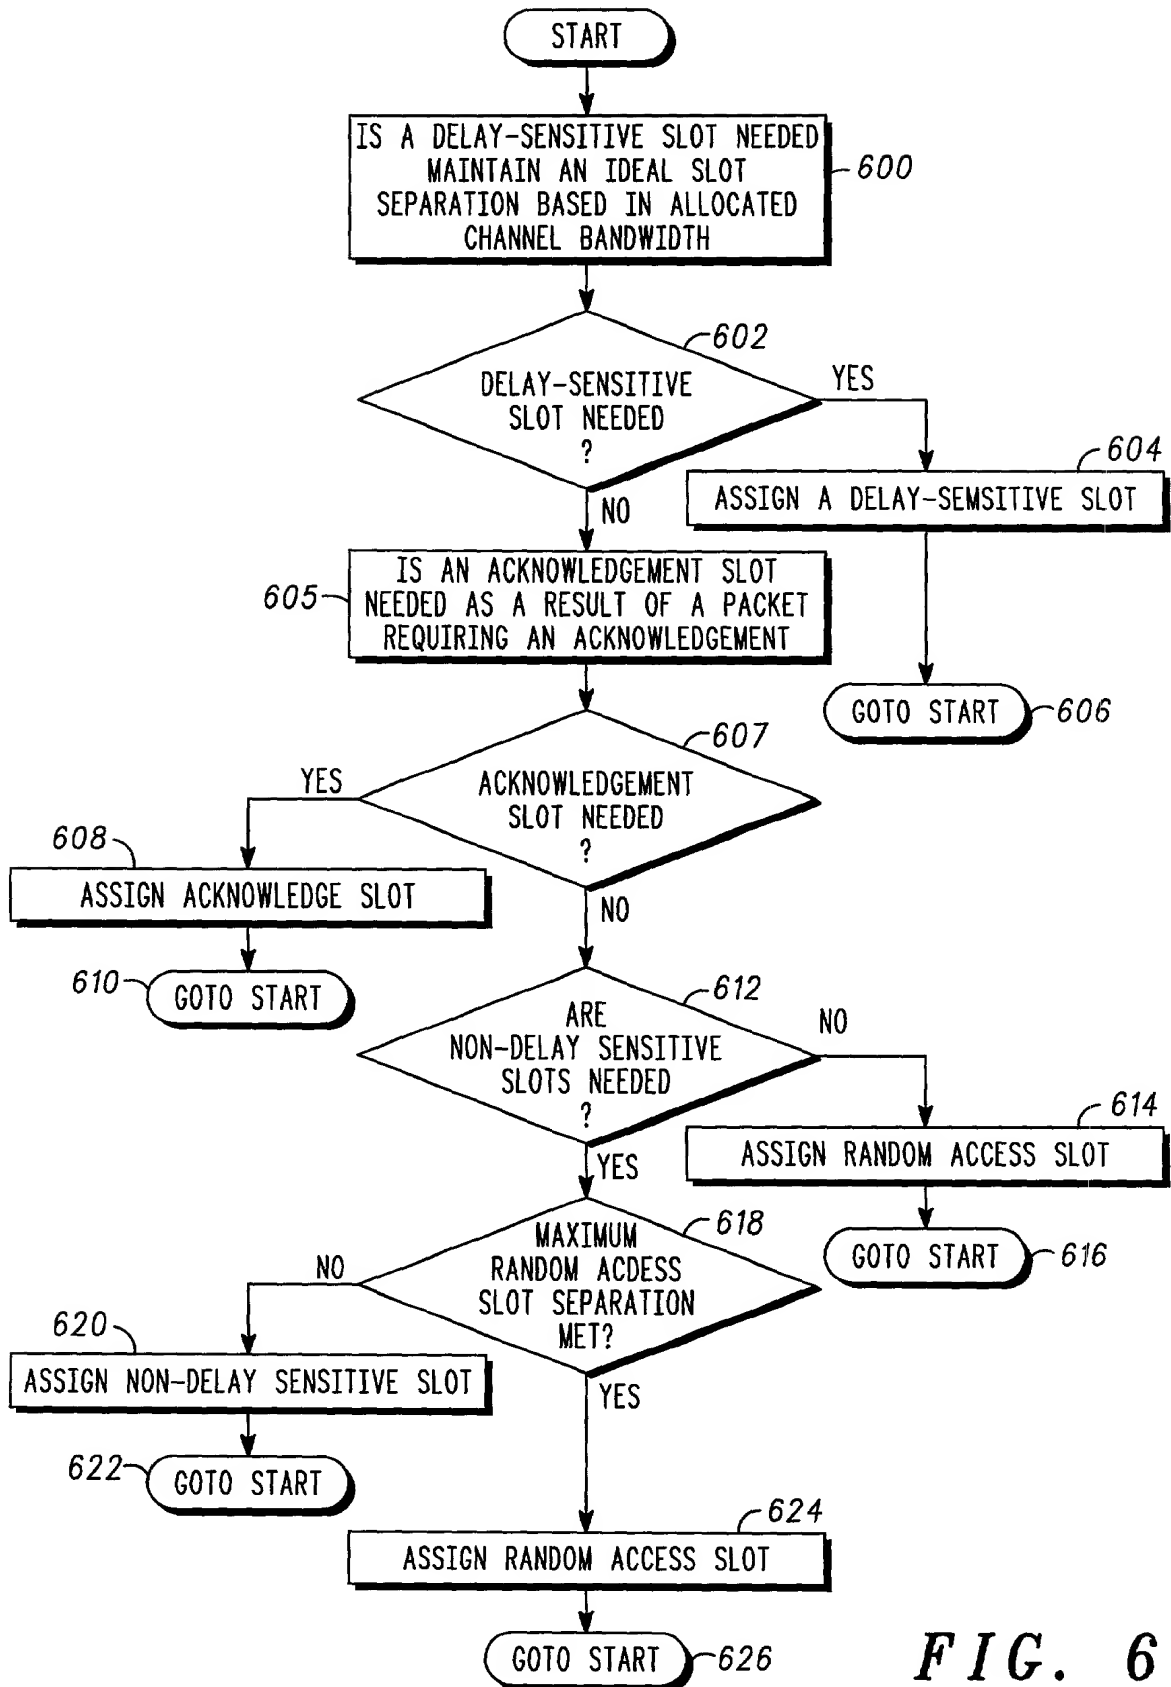 START
IS A DELAY-SENSITIVE SLOT NEEDED
MAINTAIN AN IDEAL SLOT
SEPARATION BASED IN ALLOCATED
CHANNEL BANDWIDTH
600
602
DELAY-SENSITIVE
SLOT NEEDED
?
YES
NO
604
ASSIGN A DELAY-SEMSITIVE SLOT
605
IS AN ACKNOWLEDGEMENT SLOT
NEEDED AS A RESULT OF A PACKET
REQUIRING AN ACKNOWLEDGEMENT
GOTO START
606
607
ACKNOWLEDGEMENT
SLOT NEEDED
?
YES
NO
608
ASSIGN ACKNOWLEDGE SLOT
610
GOTO START
612
ARE
NON-DELAY SENSITIVE
SLOTS NEEDED
?
NO
YES
614
ASSIGN RANDOM ACCESS SLOT
GOTO START
616
618
MAXIMUM
RANDOM ACDESS
SLOT SEPARATION
MET?
NO
YES
620
ASSIGN NON-DELAY SENSITIVE SLOT
622
GOTO START
624
ASSIGN RANDOM ACCESS SLOT
GOTO START
626
FIG. 6